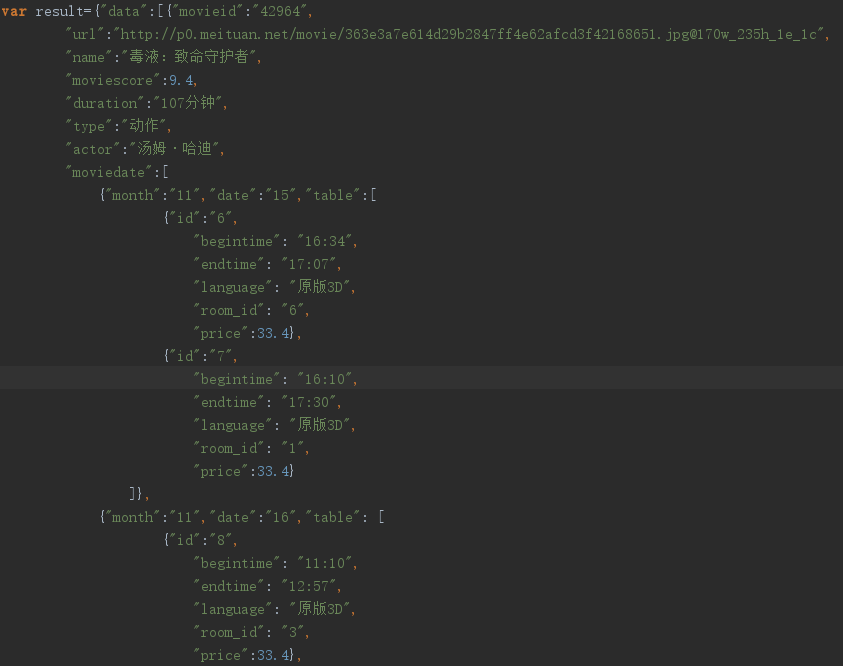 var result={"data":[{"movieid":"42964",
"url":"http://p0.meituan.net/movie/363e3a7e614d29b2847ff4e62afcd3f42168651.jpg@170w_235h_1e_1c",
"name":"毒液：致命守护者",
"moviescore":9.4,
"duration":"107分钟",
"type":"动作",
"actor":"汤姆·哈迪",
"moviedate":[
{"month":"11","date":"15","table":[
{"id":"6",
"begintime": "16:34",
"endtime": "17:07",
"language": "原版3D",
"room_id": "6",
"price":33.4},
{"id":"7",
"begintime": "16:10",
"endtime": "17:30",
"language": "原版3D",
"room_id": "1",
"price":33.4}
]},
{"month":"11","date":"16","table": [
{"id":"8",
"begintime": "11:10",
"endtime": "12:57",
"language": "原版3D",
"room_id": "3",
"price":33.4},